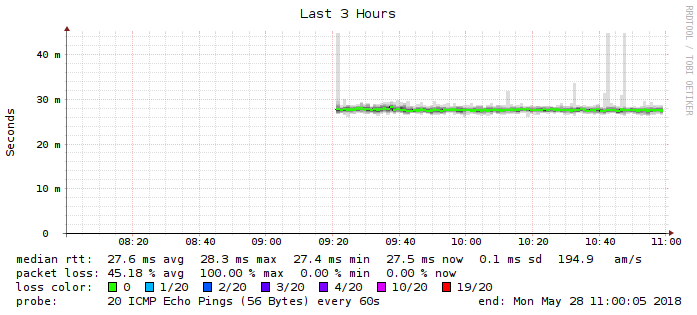 Last 3 Hours
RRDTOOL / TOBI OETIKER
Seconds
40 m
30 m
20 m
10 m
0
08:20 08:40 09:00 09:20 09:40 10:00 10:20 10:40 11:00
median rtt: 27.6 ms avg 28.3 ms max 27.4 ms min 27.5 ms now 0.1 ms sd 194.9 am/s
packet loss: 45.18 % avg 100.00 % max 0.00 % min 0.00 % now
loss color: 0 1/20 2/20 3/20 4/20 10/20 19/20
probe: 20 ICMP Echo Pings (56 Bytes) every 60s end: Mon May 28 11:00:05 2018